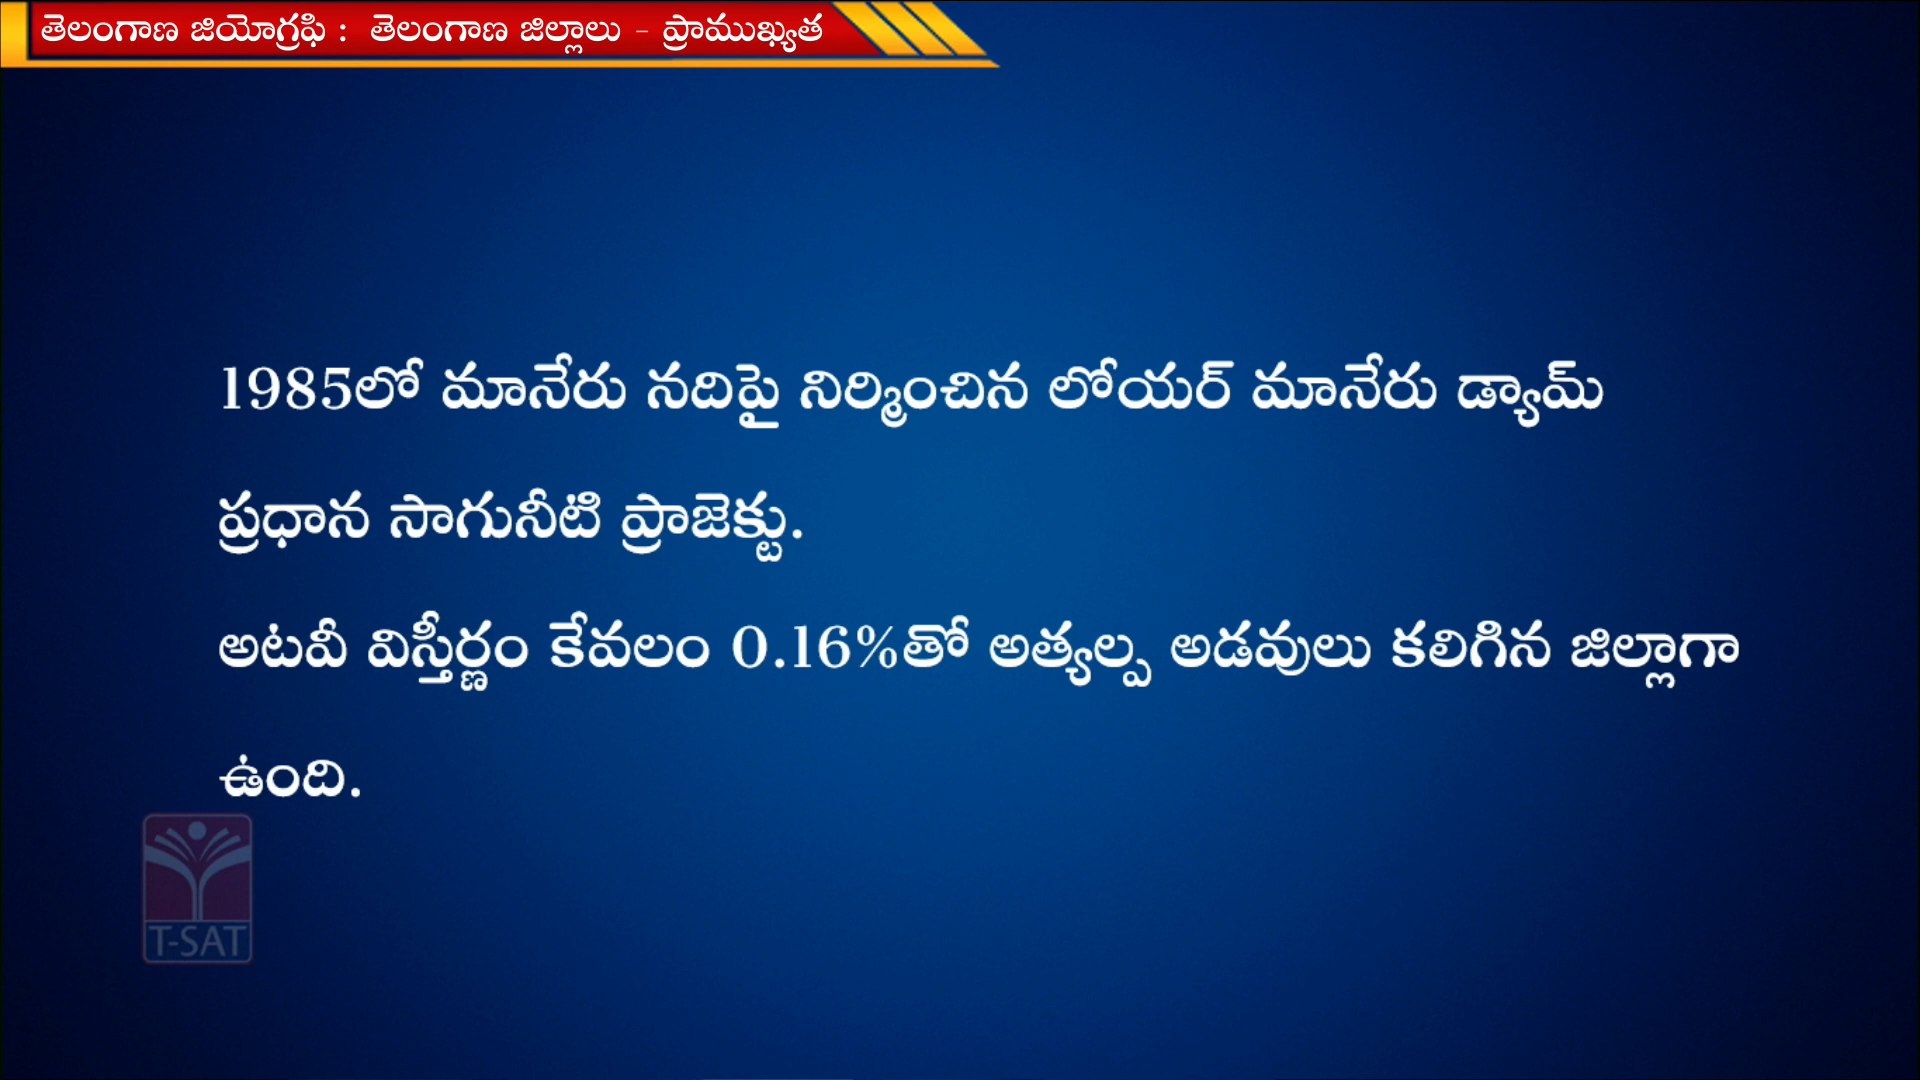 తెలంగాణ జియోగ్రఫి :  తెలంగాణ జిల్లాలు - ప్రాముఖ్యత
1985లో మానేరు నదిపై నిర్మించిన లోయర్ మానేరు డ్యామ్
ప్రధాన సాగునీటి ప్రాజెక్టు.
అటవీ విస్తీర్ణం కేవలం 0.16%తో అత్యల్ప అడవులు కలిగిన జిల్లాగా
ఉంది.
T-SAT